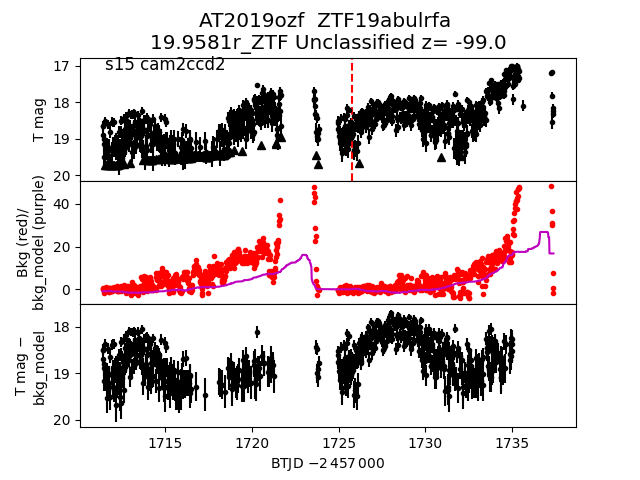 AT2019ozf  ZTF19abulrfa
19.9581r_ZTF Unclassified z= -99.0
s15 cam2ccd2
17
18
19
20
T mag
40
20
0
Bkg (red)/
bkg_model (purple)
18
19
20
T mag −
bkg_model
1715
1720
1725
1730
1735
BTJD −2 457 000